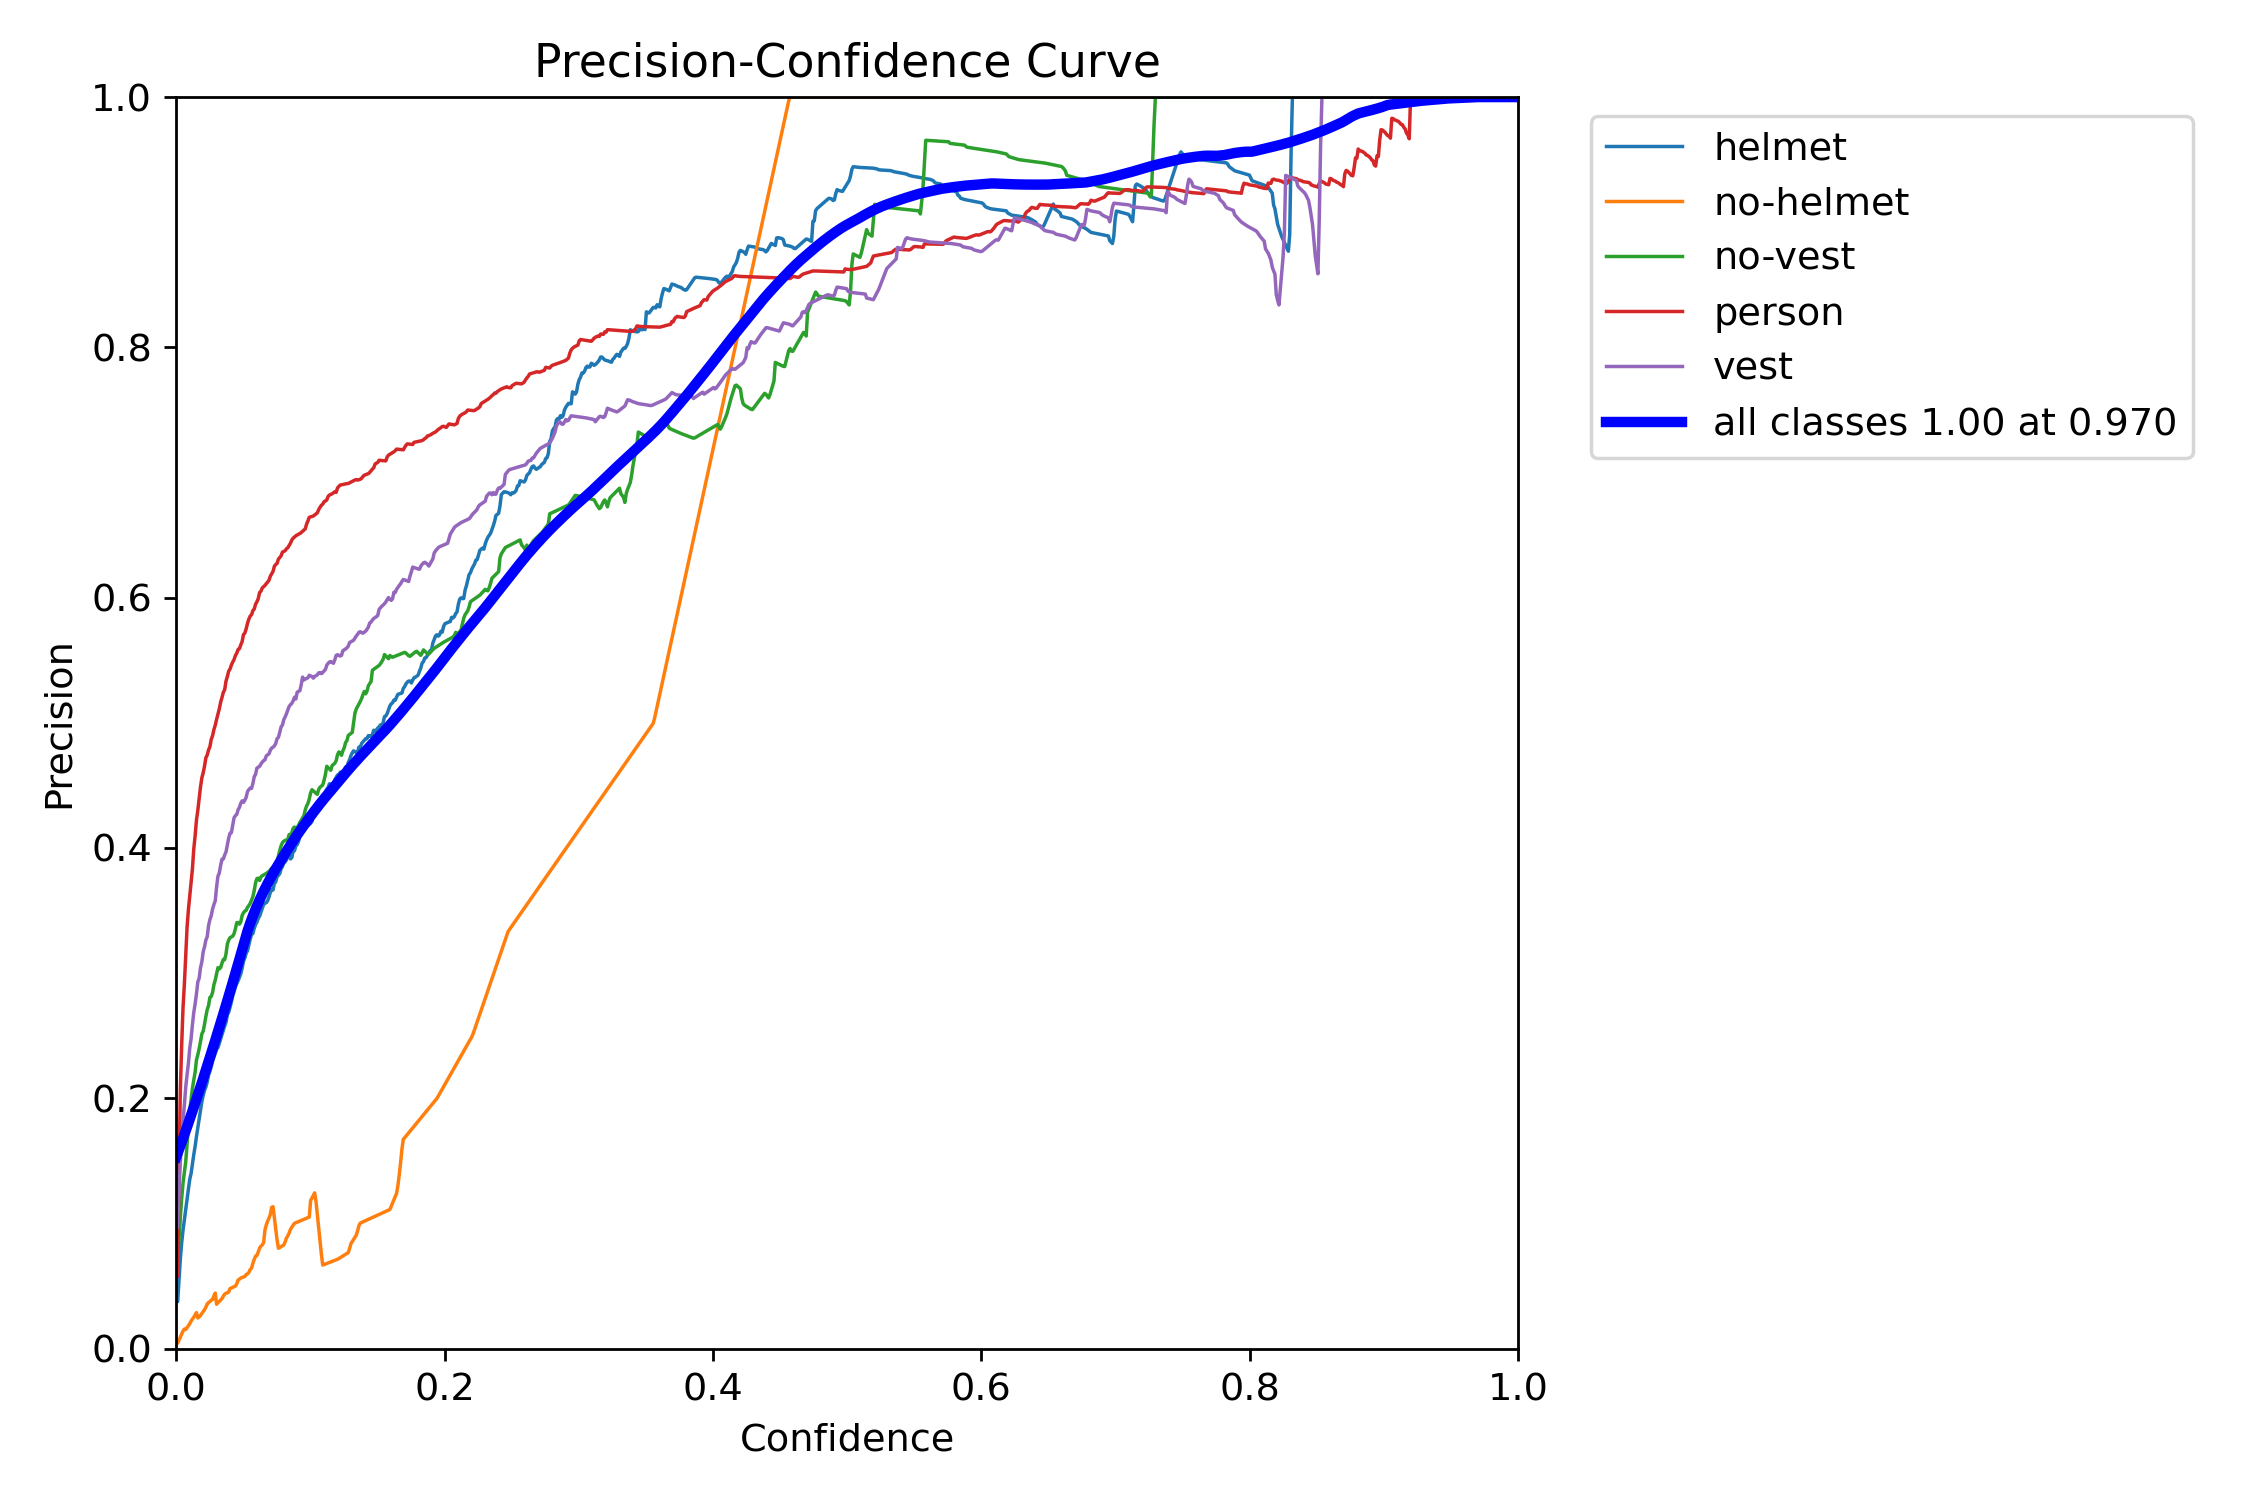 Precision-Confidence Curve
1.0
0.8
0.6
0.4
0.2
0.0
Precision
0.0 0.2 0.4 0.6 0.8 1.0
Confidence
helmet
no-helmet
no-vest
person
vest
all classes 1.00 at 0.970